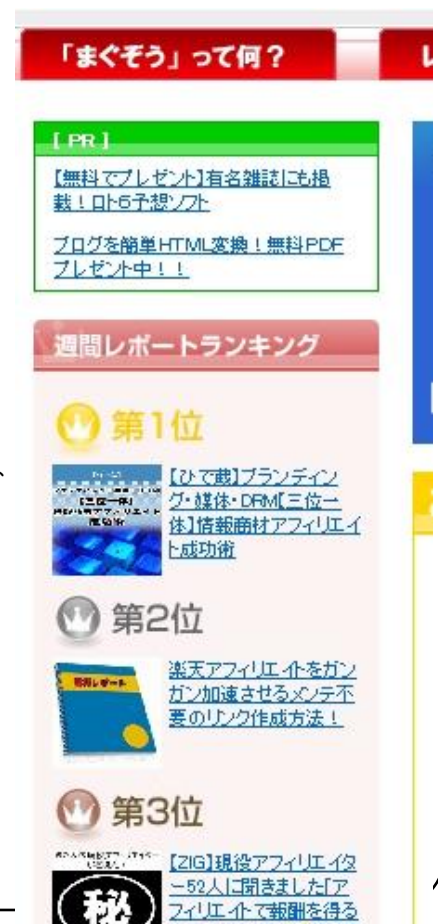 「まぐぞう」って何？
レ
[ PR ]
【無料でプレゼント】有名雑誌にも掲
載！ロト6予想ソフト
ブログを簡単HTML変換！無料PDF
プレゼント中！！
週間レポートランキング
第1位
【ひで蔵】ブランディン
グ・媒体・DRM【三位一
体】情報商材アフィリエイ
ト成功術
第2位
楽天アフィリエイトをガン
ガン加速させるメンテ不
要のリンク作成方法！
第3位
【ZIG】現役アフィリエイタ
ー52人に聞きました「ア
フィリエイトで報酬を得る
秘